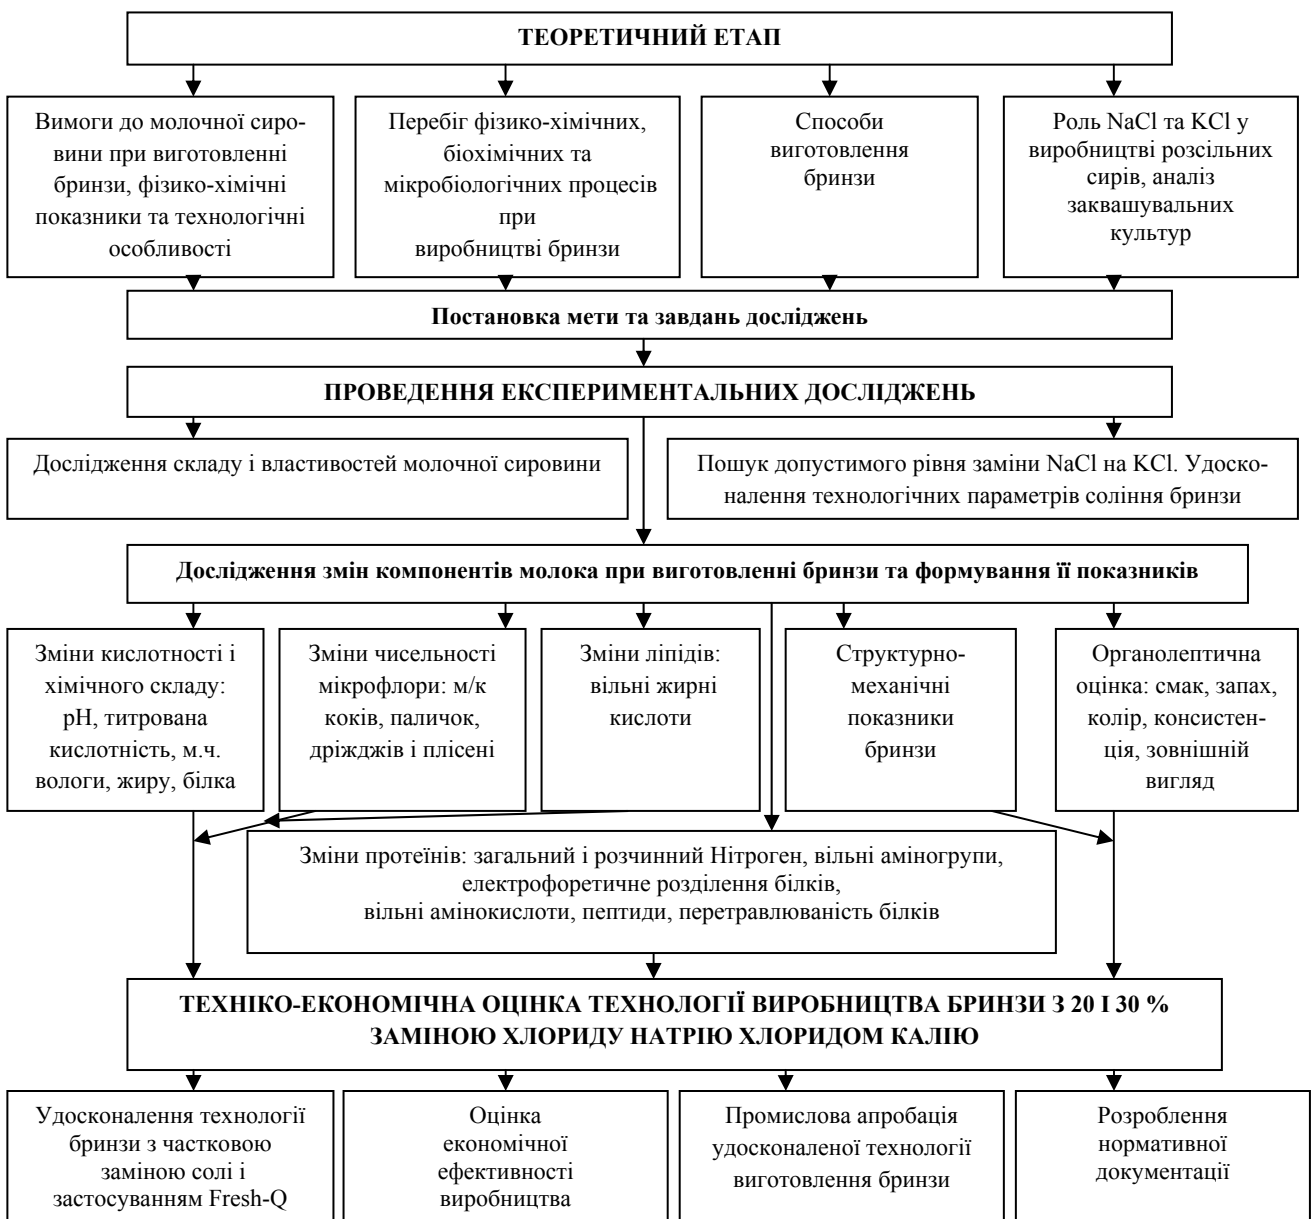 ТЕОРЕТИЧНИЙ ЕТАП
Вимоги до молочної сиро-
вини при виготовленні
бринзи, фізико-хімічні
показники та технологічні
особливості
Перебіг фізико-хімічних,
біохімічних та
мікробіологічних процесів
при
виробництві бринзи
Способи
виготовлення
бринзи
Роль NaCl та KCl у
виробництві розсільних
сирів, аналіз
заквашувальних
культур
Постановка мети та завдань досліджень
ПРОВЕДЕННЯ ЕКСПЕРИМЕНТАЛЬНИХ ДОСЛІДЖЕНЬ
Дослідження складу і властивостей молочної сировини
Пошук допустимого рівня заміни NaCl на KCl. Удоско-
налення технологічних параметрів соління бринзи
Дослідження змін компонентів молока при виготовленні бринзи та формування її показників
Зміни кислотності і
хімічного складу:
рН, титрована
кислотність, м.ч.
вологи, жиру, білка
Зміни чисельності
мікрофлори: м/к
коків, паличок,
дріжджів і плісені
Зміни ліпідів:
вільні жирні
кислоти
Структурно-
механічні
показники
бринзи
Органолептична
оцінка: смак, запах,
колір, консистен-
ція, зовнішній
вигляд
Зміни протеїнів: загальний і розчинний Нітроген, вільні аміногрупи,
електрофоретичне розділення білків,
вільні амінокислоти, пептиди, перетравлюваність білків
ТЕХНІКО-ЕКОНОМІЧНА ОЦІНКА ТЕХНОЛОГІЇ ВИРОБНИЦТВА БРИНЗИ З 20 І 30 %
ЗАМІНОЮ ХЛОРИДУ НАТРІЮ ХЛОРИДОМ КАЛІЮ
Удосконалення технології
бринзи з частковою
заміною солі і
застосуванням Fresh-Q
Оцінка
економічної
ефективності
виробництва
Промислова апробація
удосконаленої технології
виготовлення бринзи
Розроблення
нормативної
документації